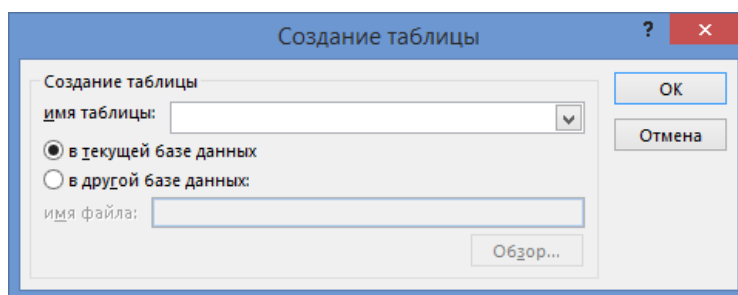 Создание таблицы
?
×
Создание таблицы
имя таблицы:
в текущей базе данных
в другой базе данных:
имя файла:
Обзор...
ОК
Отмена